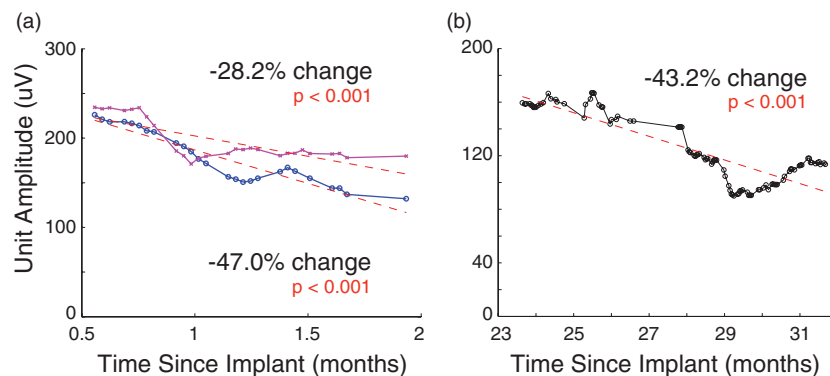 (a)
Unit Amplitude (uV)
300
200
100
0
-28.2% change
p < 0.001
-47.0% change
p < 0.001
0.5 1 1.5 2
Time Since Implant (months)
(b)
200
160
120
80
40
0
-43.2% change
p < 0.001
23 25 27 29 31
Time Since Implant (months)